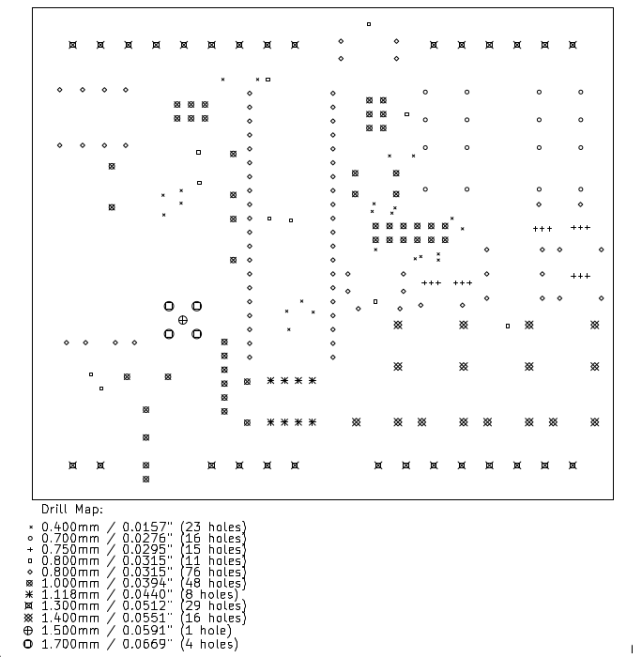 Drill Map:
0.400mm / 0.0157" (23 holes)
0.700mm / 0.0276" (16 holes)
0.750mm / 0.0295" (15 holes)
0.800mm / 0.0315" (11 holes)
0.800mm / 0.0315" (76 holes)
1.000mm / 0.0394" (48 holes)
1.118mm / 0.0440" (8 holes)
1.300mm / 0.0512" (29 holes)
1.400mm / 0.0551" (16 holes)
1.500mm / 0.0591" (1 hole)
1.700mm / 0.0669" (4 holes)